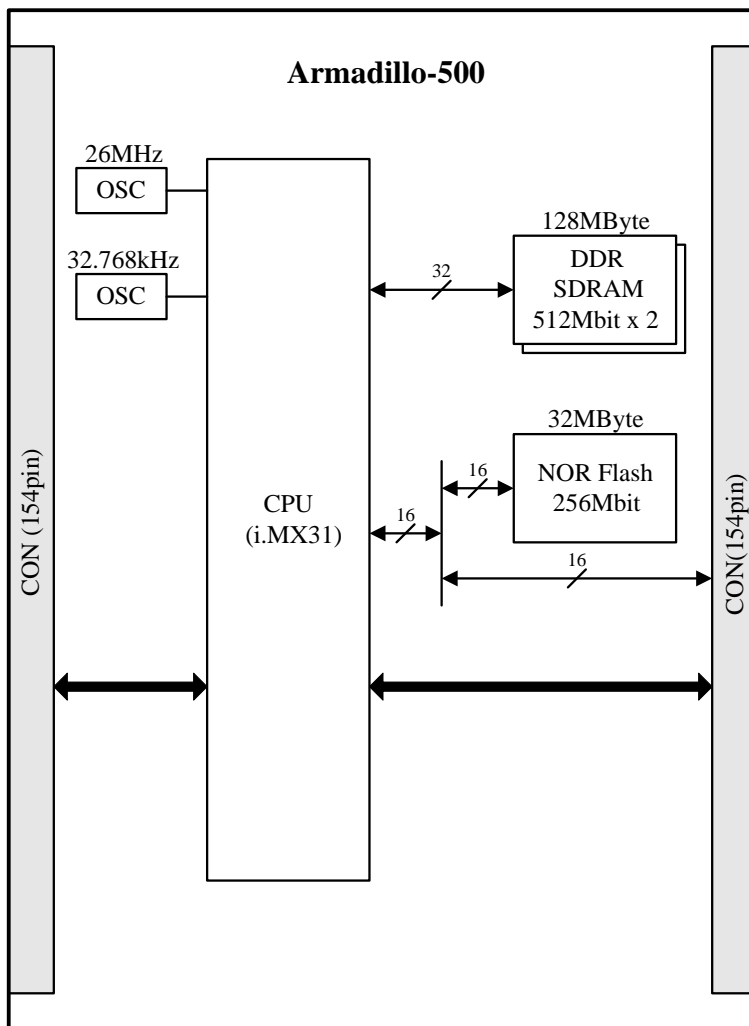 Armadillo-500
26MHz
OSC
32.768kHz
OSC
128MByte
DDR
SDRAM
512Mbit x 2
32
32MByte
NOR Flash
256Mbit
16
CPU
(i.MX31)
16
16
CON (154pin)
CON(154pin)